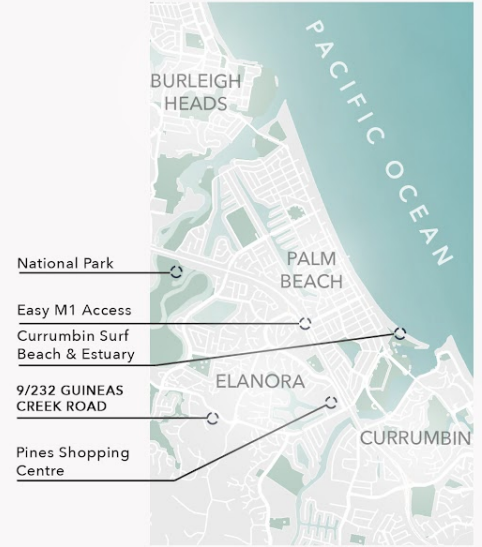 BURLEIGH
HEADS
PACIFIC OCEAN
National Park
PALM
BEACH
Easy M1 Access
Currumbin Surf
Beach & Estuary
ELANORA
9/232 GUINEAS
CREEK ROAD
CURRUMBIN
Pines Shopping
Centre